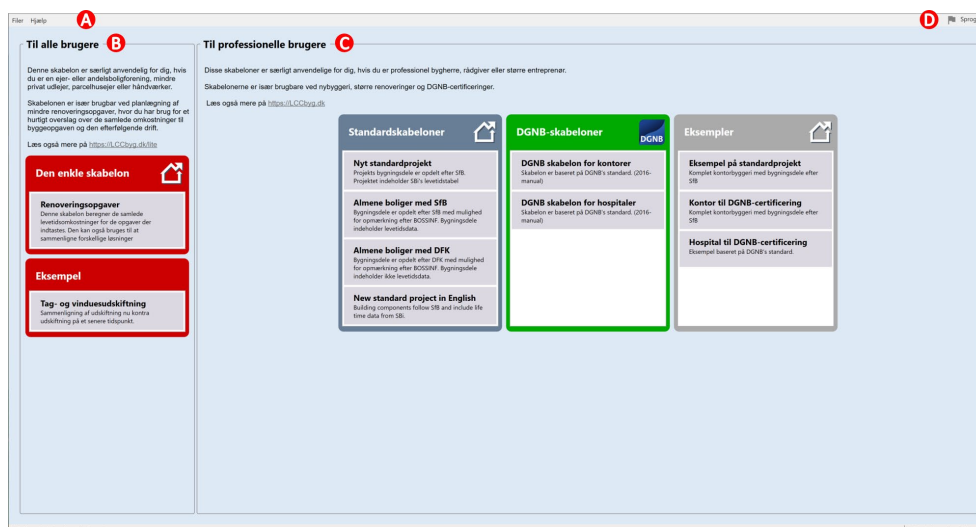 Filer Hjælp A D Sprog
Til alle brugere B
Denne skabelon er særligt anvendelig for dig, hvis
du er en ejer- eller andelsboligforening, mindre
privat udlejer, parcelhusejer eller håndværker.
Skabelonen er især brugbar ved planlægning af
mindre renoveringsopgaver, hvor du har brug for et
hurtigt overslag over de samlede omkostninger til
byggeopgaven og den efterfølgende drift.
Læs også mere på https://LCCbyg.dk/lite
Den enkle skabelon
Renoveringsopgaver
Denne skabelon beregner de samlede
levetidsomkostninger for de opgaver der
indtastes. Den kan også bruges til at
sammenligne forskellige løsninger
Eksempel
Tag- og vinduesudskiftning
Sammenligning af udskiftning nu kontra
udskiftning på et senere tidspunkt.
Til professionelle brugere C
Disse skabeloner er særligt anvendelige for dig, hvis du er professionel bygherre, rådgiver eller større entreprenør.
Skabelonerne er især brugbare ved nybyggeri, større renoveringer og DGNB-certificeringer.
Læs også mere på https://LCCbyg.dk
Standardskabeloner
Nyt standardprojekt
Projekts bygningsdele er opdelt efter SfB.
Projektet indeholder SBi's levetidstabel
Almene boliger med SfB
Bygningsdele er opdelt efter SfB med mulighed
for opmærkning efter BOSSINF. Bygningsdele
indeholder levetidsdata.
Almene boliger med DFK
Bygningsdele er opdelt efter DFK med mulighed
for opmærkning efter BOSSINF. Bygningsdele
indeholder ikke levetidsdata.
New standard project in English
Building components follow SfB and include life
time data from SBi.
DGNB-skabeloner DGNB
DGNB skabelon for kontorer
Skabelon er baseret på DGNB's standard. (2016-
manual)
DGNB skabelon for hospitaler
Skabelon er baseret på DGNB's standard. (2016-
manual)
Eksempler
Eksempel på standardprojekt
Komplet kontorbyggeri med bygningsdele efter
SfB
Kontor til DGNB-certificering
Komplet kontorbyggeri med bygningsdele efter
SfB
Hospital til DGNB-certificering
Eksempel baseret på DGNB's standard.